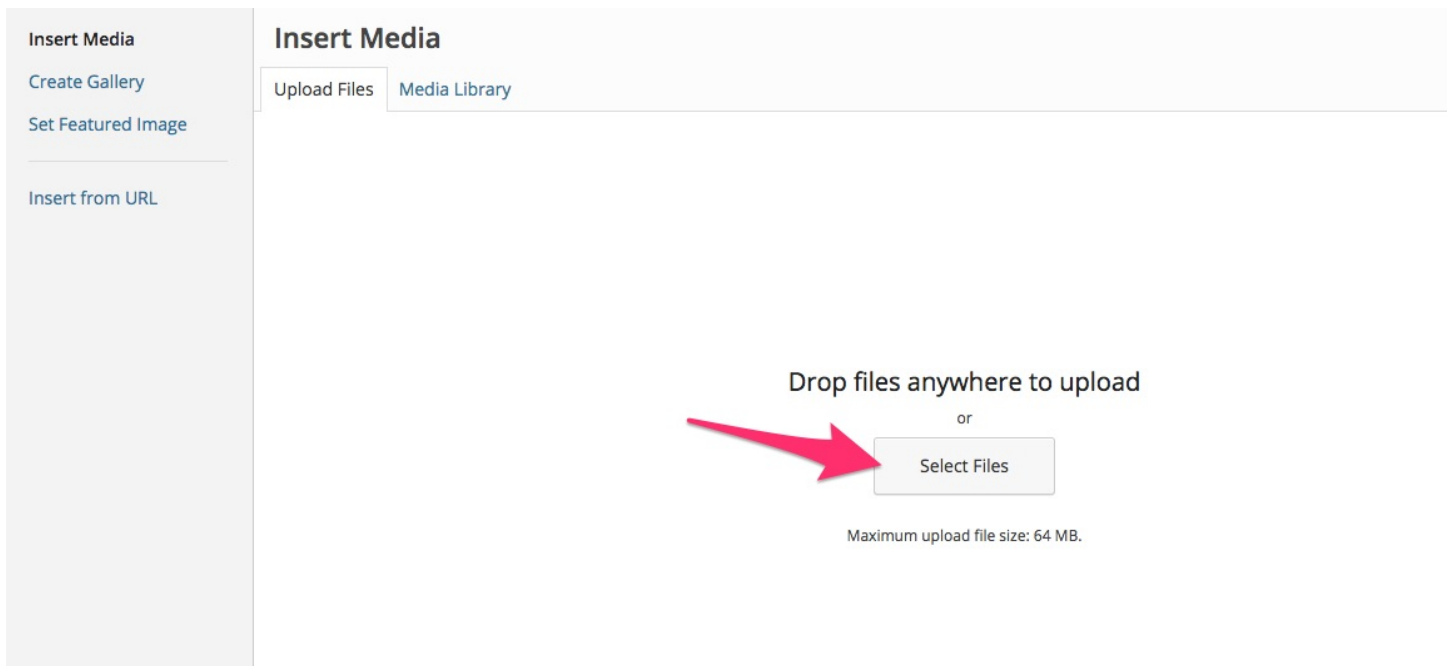 Insert Media
Create Gallery
Set Featured Image
Insert from URL
Insert Media
Upload Files Media Library
Drop files anywhere to upload
or
Select Files
Maximum upload file size: 64 MB.